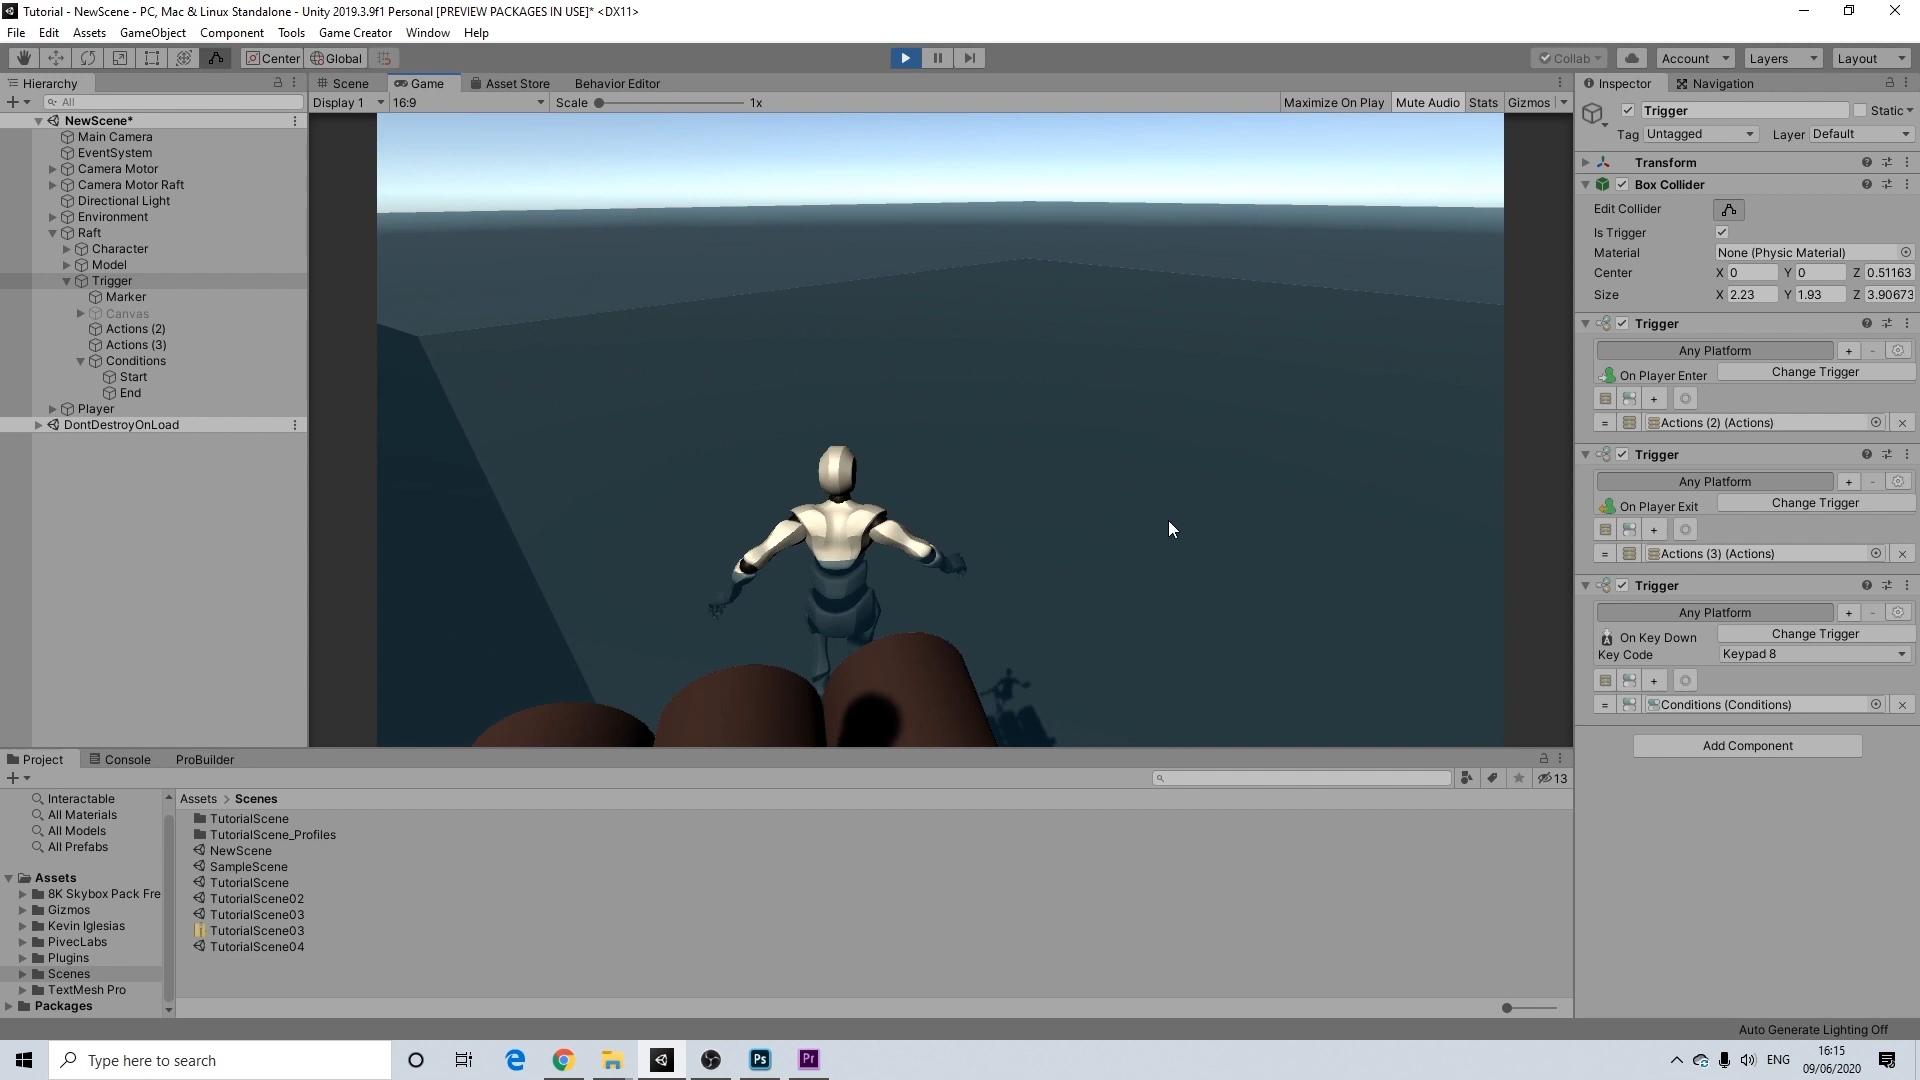 Tutorial - NewScene - PC, Mac & Linux Standalone - Unity 2019.3.9f1 Personal [PREVIEW PACKAGES IN USE]* <DX11>
File Edit Assets GameObject Component Tools Game Creator Window Help
Center Global Collab Account Layers Layout
Hierarchy Scene Game Asset Store Behavior Editor Inspector Navigation
All Display 1 16:9 Scale 1x Maximize On Play Mute Audio Stats Gizmos
Trigger Static
Tag Untagged Layer Default
NewScene*
Main Camera
EventSystem
Camera Motor
Camera Motor Raft
Directional Light
Environment
Raft
Character
Model
Trigger
Marker
Canvas
Actions (2)
Actions (3)
Conditions
Start
End
Player
DontDestroyOnLoad
Transform
Box Collider
Edit Collider
Is Trigger
Material None (Physic Material)
Center X 0 Y 0 Z 0.51163
Size X 2.23 Y 1.93 Z 3.90673
Trigger
Any Platform + -
On Player Enter Change Trigger
+
= Actions (2) (Actions)
Trigger
Any Platform + -
On Player Exit Change Trigger
+
= Actions (3) (Actions)
Trigger
Any Platform + -
On Key Down Change Trigger
Key Code Keypad 8
+
= Conditions (Conditions)
Add Component
Project Console ProBuilder
13
Interactable
All Materials
All Models
All Prefabs
Assets
8K Skybox Pack Fre
Gizmos
Kevin Iglesias
PivecLabs
Plugins
Scenes
TextMesh Pro
Packages
Assets > Scenes
TutorialScene
TutorialScene_Profiles
NewScene
SampleScene
TutorialScene
TutorialScene02
TutorialScene03
TutorialScene03
TutorialScene04
Auto Generate Lighting Off
Type here to search
Ps Pr
ENG
16:15
09/06/2020